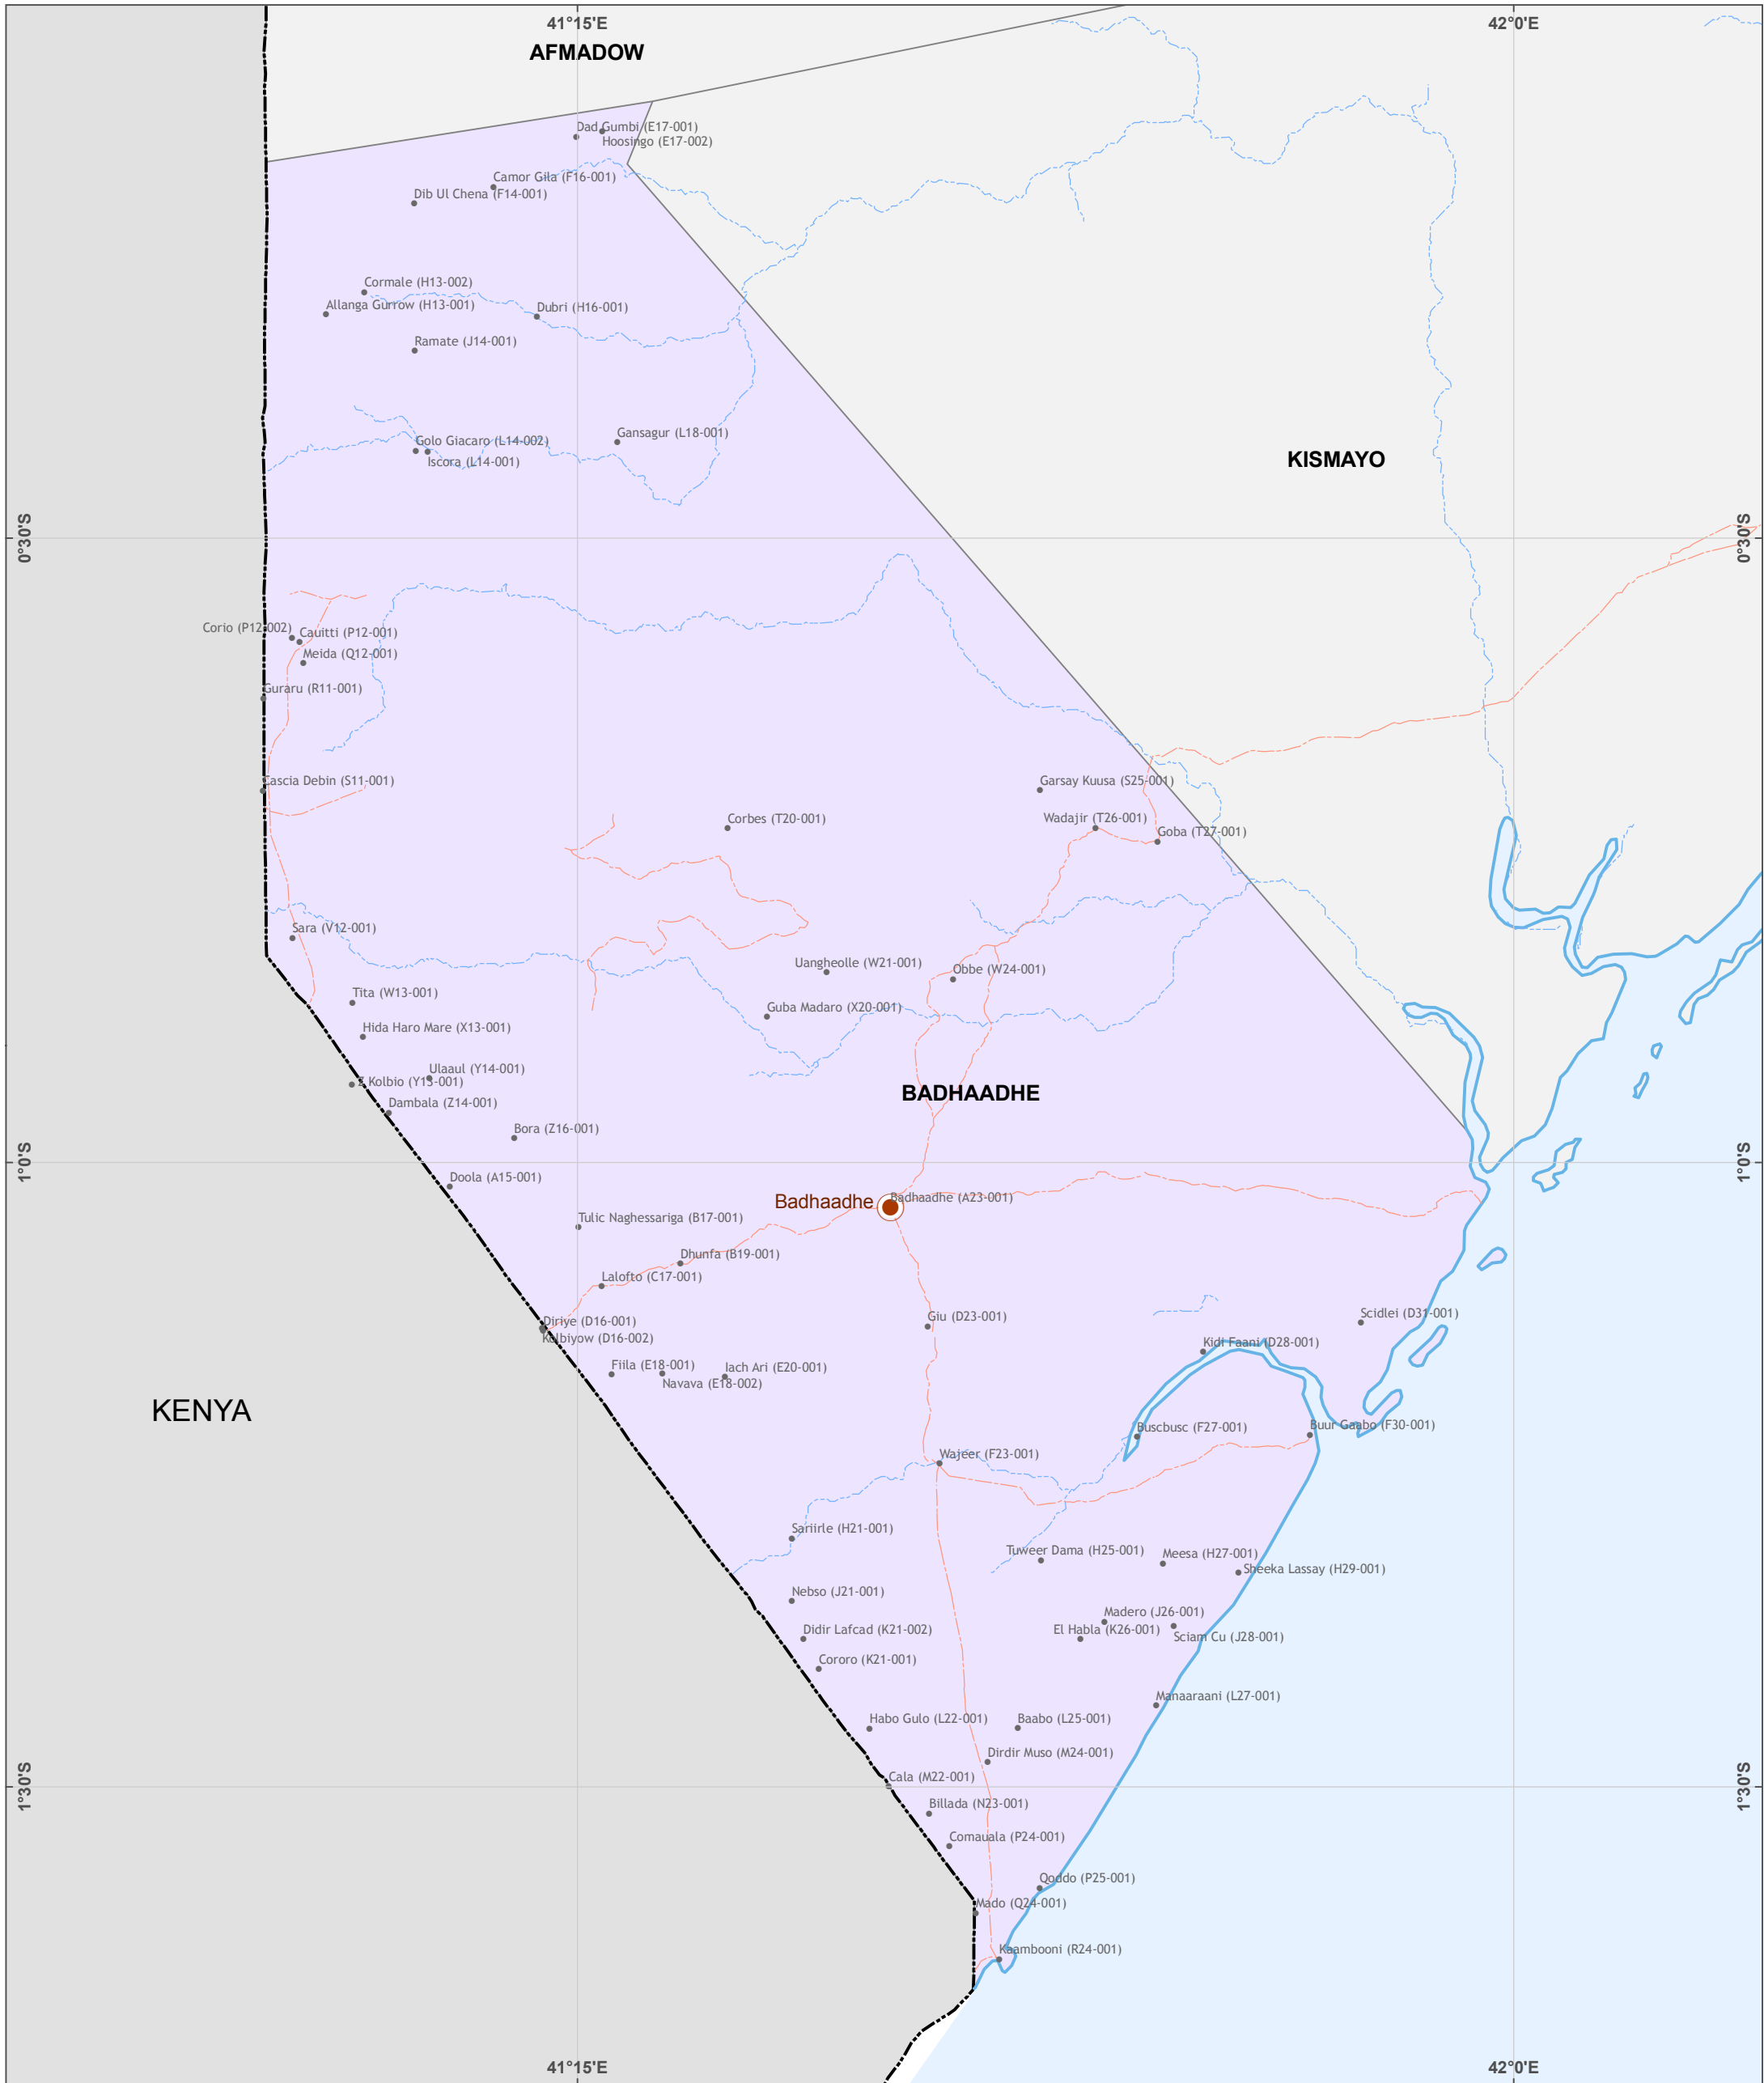 41°15'E
42°0'E
AFMADOW
Dad Gumbi (E17-001)
Hoosingo (E17-002)
Camor Gila (F16-001)
Dib Ul Chena (F14-001)
Cormale (H13-002)
Allanga Gurrow (H13-001)
Dubri (H16-001)
Ramate (J14-001)
Gansagur (L18-001)
Golo Giacaro (L14-002)
Iscora (L14-001)
KISMAYO
0°30'S
0°30'S
Corio (P12-002)
Cauitti (P12-001)
Meida (Q12-001)
Guraru (R11-001)
Cascia Debin (S11-001)
Garsay Kuusa (S25-001)
Corbes (T20-001)
Wadajir (T26-001)
Goba (T27-001)
Sara (V12-001)
Uangheolle (W21-001)
Obbe (W24-001)
Tita (W13-001)
Guba Madaro (X20-001)
Hida Haro Mare (X13-001)
Ulaaul (Y14-001)
Z Kolbio (Y13-001)
BADHAADHE
Dambala (Z14-001)
Bora (Z16-001)
1°0'S
1°0'S
Doola (A15-001)
Badhaadhe
Badhaadhe (A23-001)
Tulic Naghessariga (B17-001)
Dhunfa (B19-001)
Lalofto (C17-001)
Giu (D23-001)
Scidlei (D31-001)
Diriye (D16-001)
Kolbiyow (D16-002)
Kidi Faani (D28-001)
Fiila (E18-001)
Iach Ari (E20-001)
Navava (E18-002)
KENYA
Buscbusc (F27-001)
Buur Gaabo (F30-001)
Wajeer (F23-001)
Sariirle (H21-001)
Tuweer Dama (H25-001)
Meesa (H27-001)
Sheeka Lassay (H29-001)
Nebso (J21-001)
Madero (J26-001)
Didir Lafcad (K21-002)
El Habla (K26-001)
Sciam Cu (J28-001)
Cororo (K21-001)
Manaaraani (L27-001)
Habo Gulo (L22-001)
Baabo (L25-001)
Dirdir Muso (M24-001)
Cala (M22-001)
1°30'S
1°30'S
Billada (N23-001)
Comauala (P24-001)
Qoddo (P25-001)
Mado (Q24-001)
Kaambooni (R24-001)
41°15'E
42°0'E